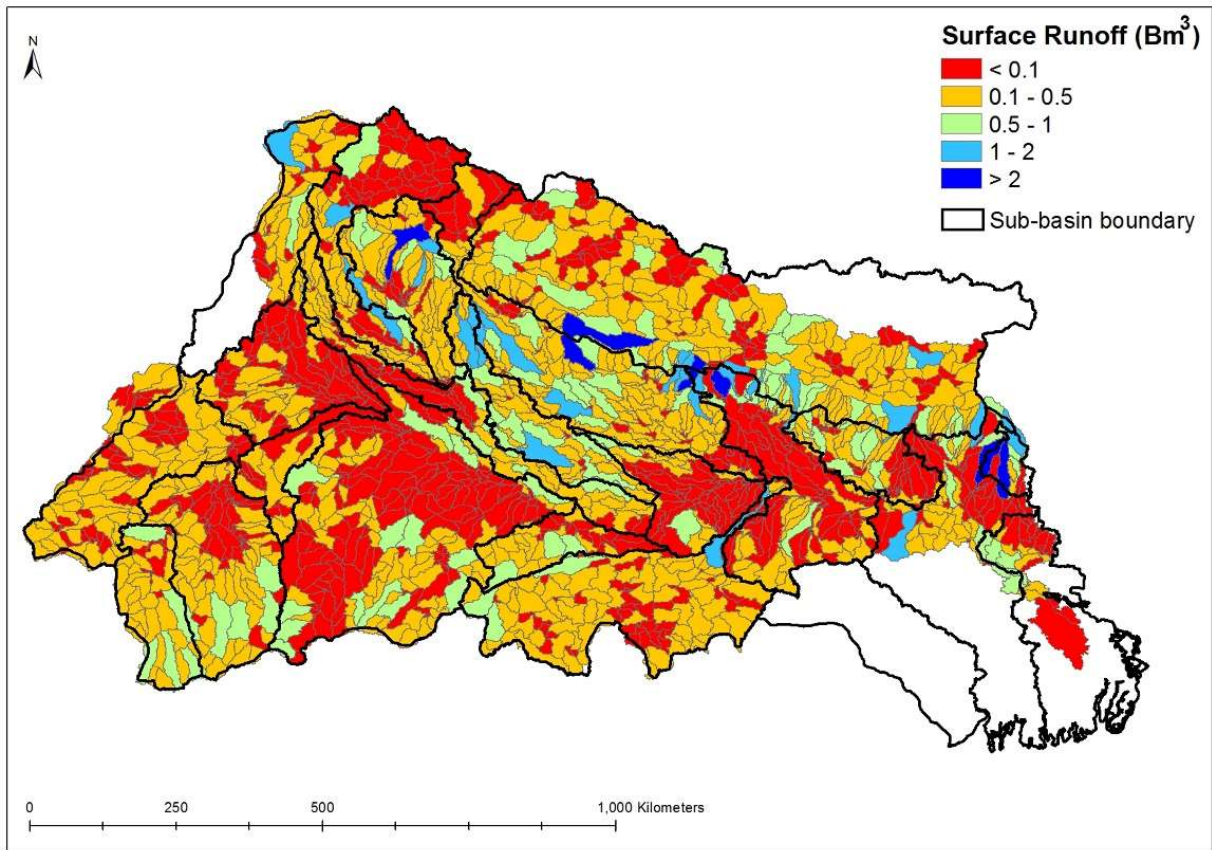 N
Surface Runoff (Bm³)
< 0.1
0.1 - 0.5
0.5 - 1
1 - 2
> 2
Sub-basin boundary
0 250 500 1,000 Kilometers